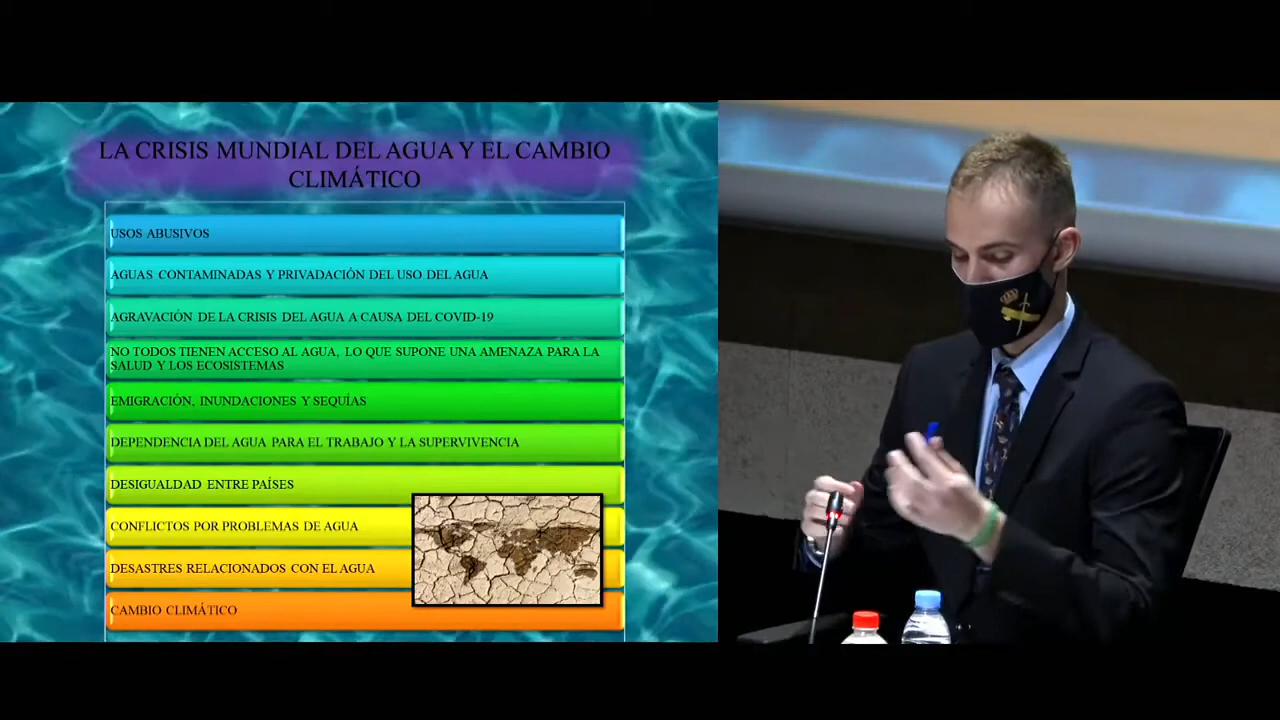 LA CRISIS MUNDIAL DEL AGUA Y EL CAMBIO
CLIMÁTICO
USOS ABUSIVOS
AGUAS CONTAMINADAS Y PRIVADACIÓN DEL USO DEL AGUA
AGRAVACIÓN DE LA CRISIS DEL AGUA A CAUSA DEL COVID-19
NO TODOS TIENEN ACCESO AL AGUA, LO QUE SUPONE UNA AMENAZA PARA LA
SALUD Y LOS ECOSISTEMAS
EMIGRACIÓN, INUNDACIONES Y SEQUÍAS
DEPENDENCIA DEL AGUA PARA EL TRABAJO Y LA SUPERVIVENCIA
DESIGUALDAD ENTRE PAÍSES
CONFLICTOS POR PROBLEMAS DE AGUA
DESASTRES RELACIONADOS CON EL AGUA
CAMBIO CLIMÁTICO